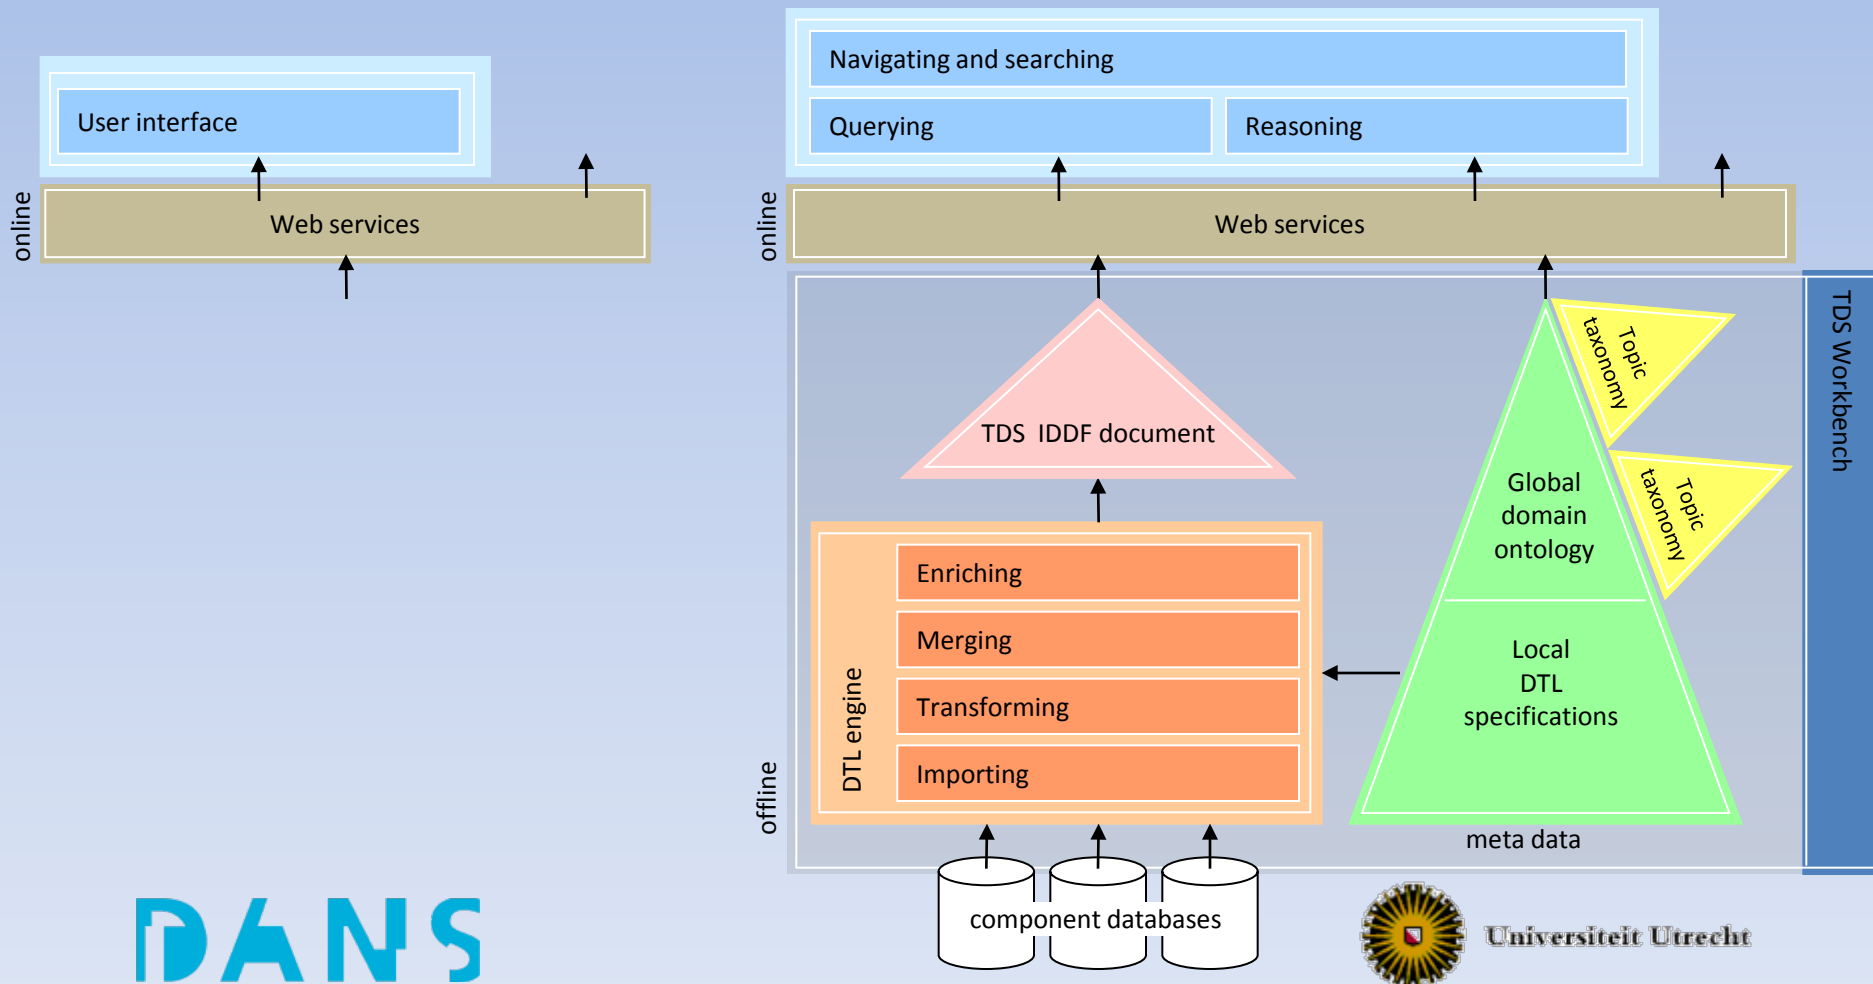 User interface
online
Web services
Navigating and searching
Querying
Reasoning
online
Web services
TDS Workbench
Topic
taxonomy
Topic
taxonomy
TDS IDDF document
Global
domain
ontology
Local
DTL
specifications
meta data
offline
DTL engine
Enriching
Merging
Transforming
Importing
component databases
DANS
Universiteit Utrecht